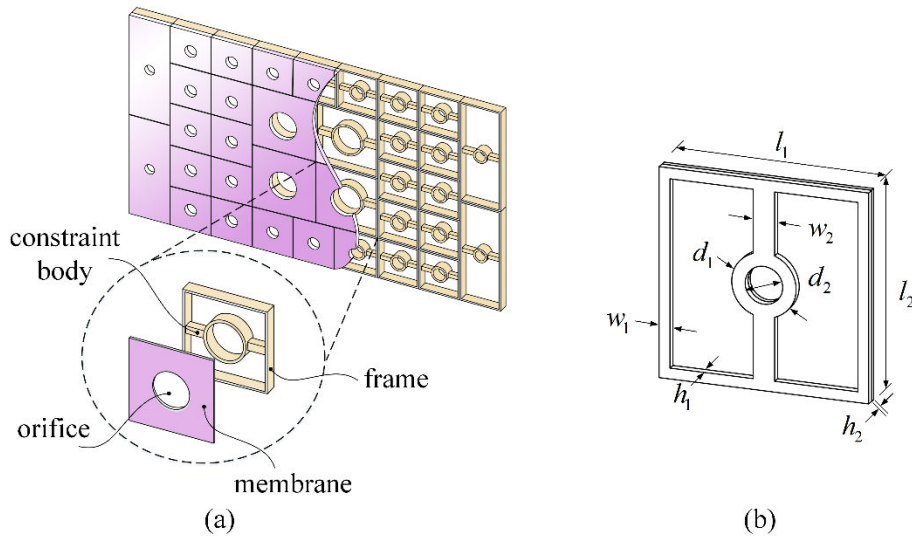 constraint
body
orifice
frame
membrane
(a)
l₁
w₂
d₁
d₂
l₂
w₁
h₁
h₂
(b)